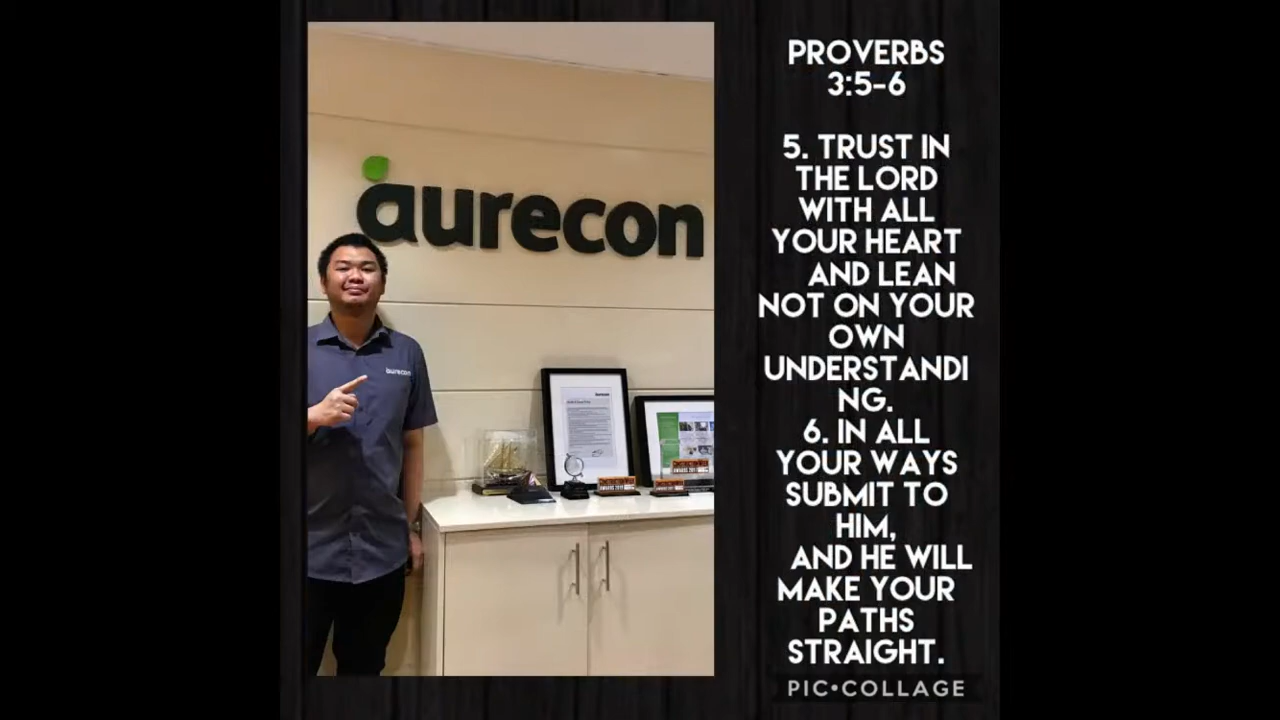 aurecon
aurecon
PROVERBS
3:5-6
5. TRUST IN
THE LORD
WITH ALL
YOUR HEART
AND LEAN
NOT ON YOUR
OWN
UNDERSTANDI
NG.
6. IN ALL
YOUR WAYS
SUBMIT TO
HIM,
AND HE WILL
MAKE YOUR
PATHS
STRAIGHT.
PIC•COLLAGE